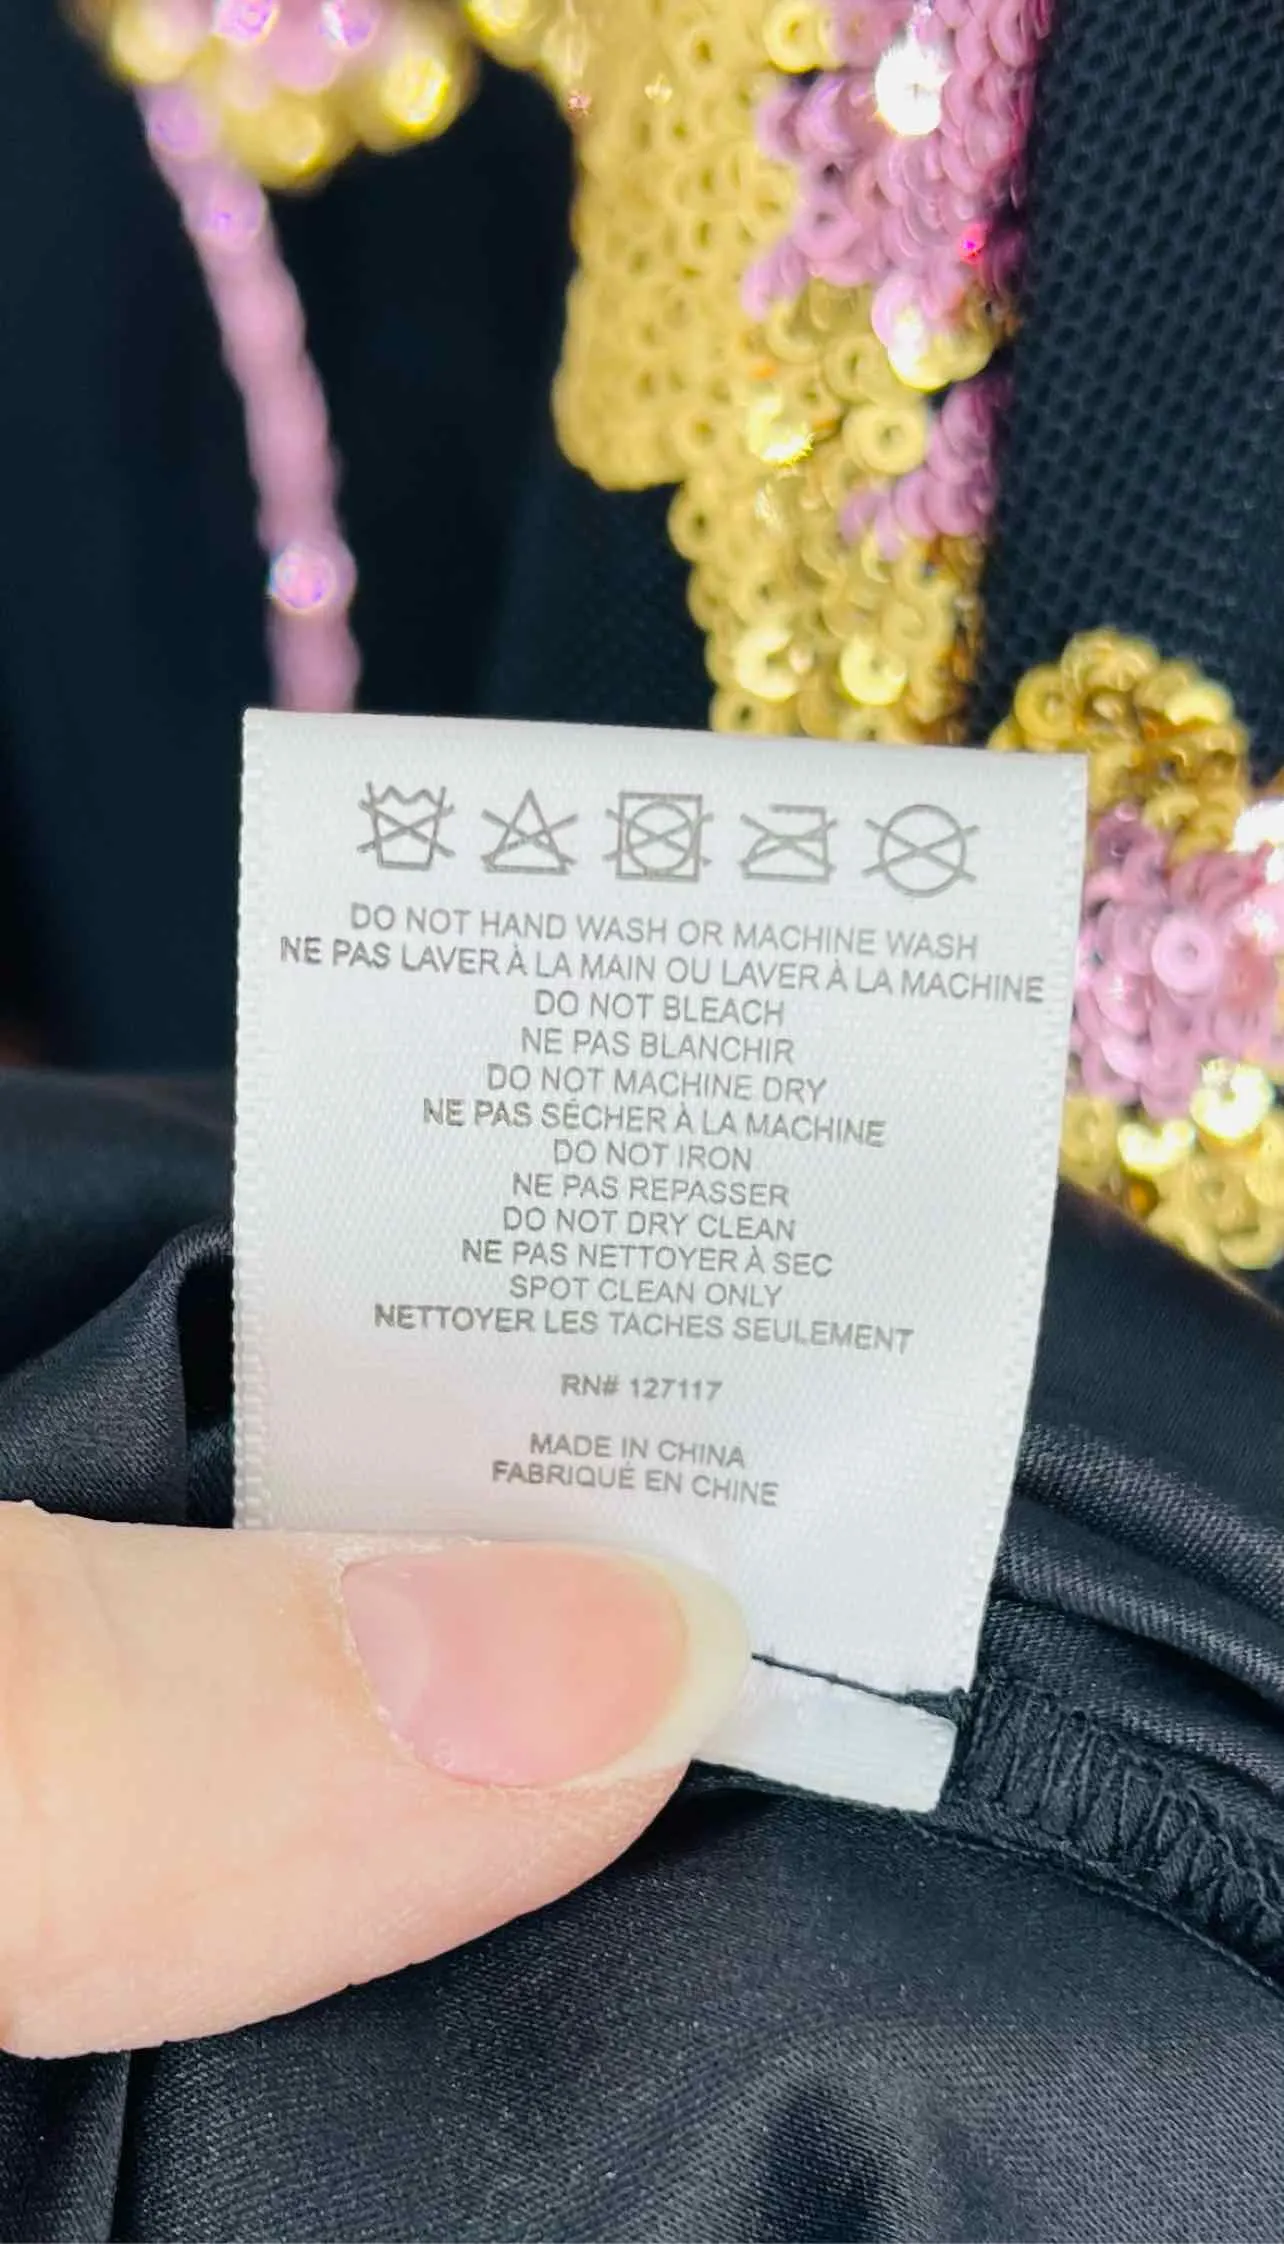 DO NOT HAND WASH OR MACHINE WASH
NE PAS LAVER À LA MAIN OU LAVER À LA MACHINE
DO NOT BLEACH
NE PAS BLANCHIR
DO NOT MACHINE DRY
NE PAS SÉCHER À LA MACHINE
DO NOT IRON
NE PAS REPASSER
DO NOT DRY CLEAN
NE PAS NETTOYER À SEC
SPOT CLEAN ONLY
NETTOYER LES TACHES SEULEMENT
RN# 127117
MADE IN CHINA
FABRIQUÉ EN CHINE